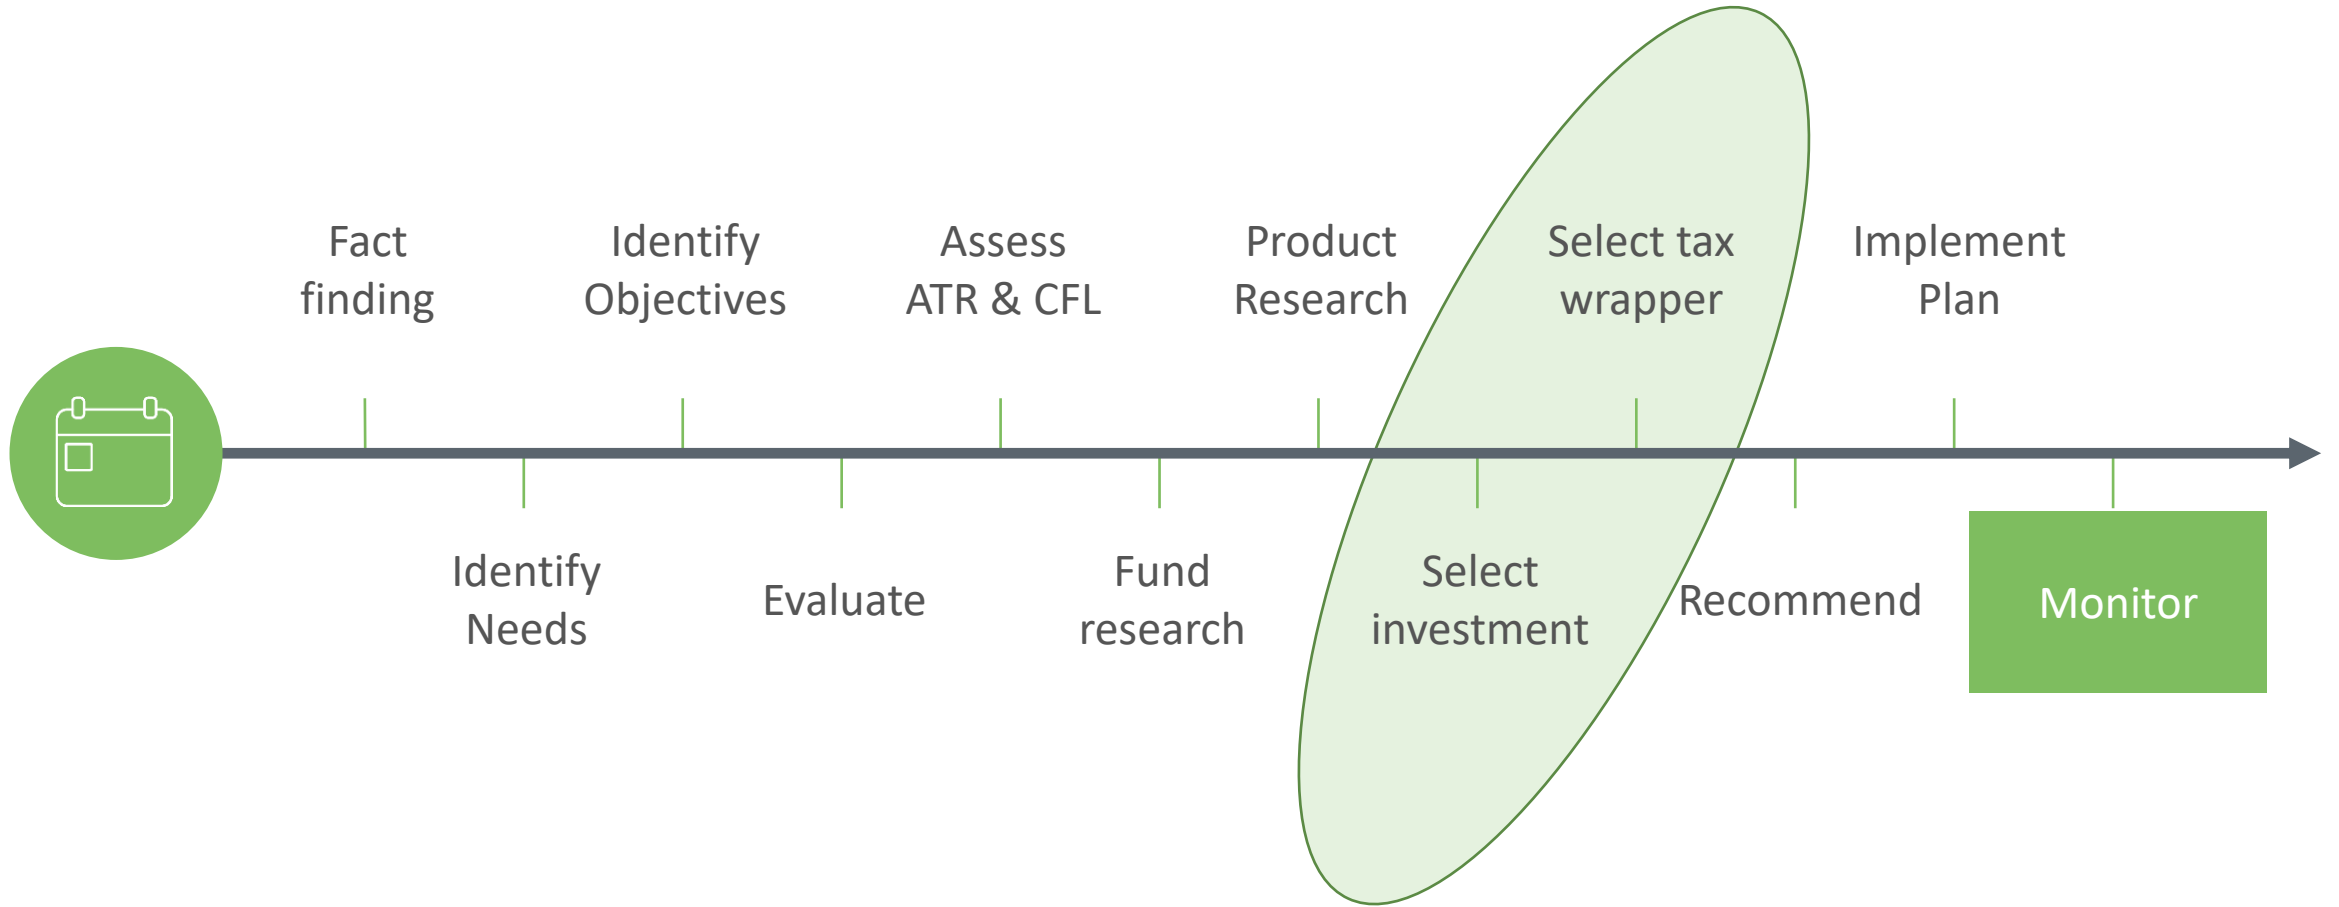 Fact
finding
Identify
Objectives
Assess
ATR & CFL
Product
Research
Select tax
wrapper
Implement
Plan
Identify
Needs
Evaluate
Fund
research
Select
investment
Recommend
Monitor